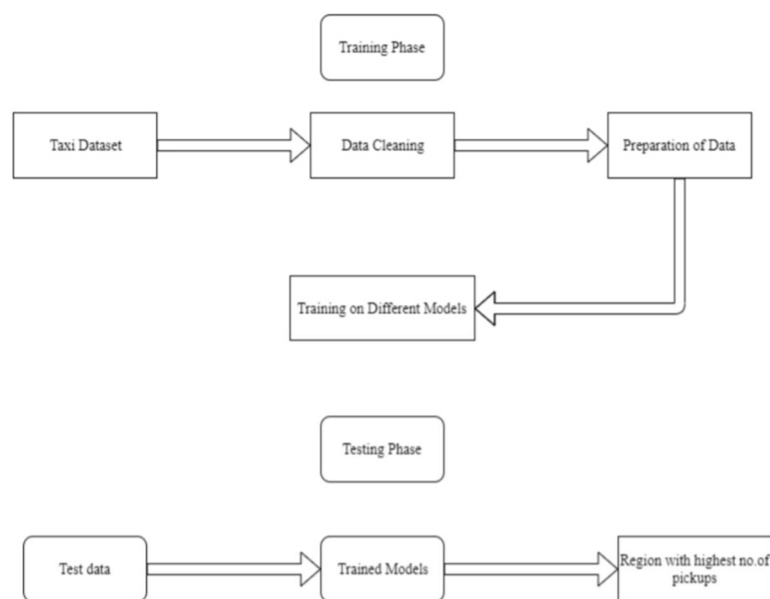 Training Phase
Taxi Dataset
Data Cleaning
Preparation of Data
Training on Different Models
Testing Phase
Test data
Trained Models
Region with highest no.of
pickups